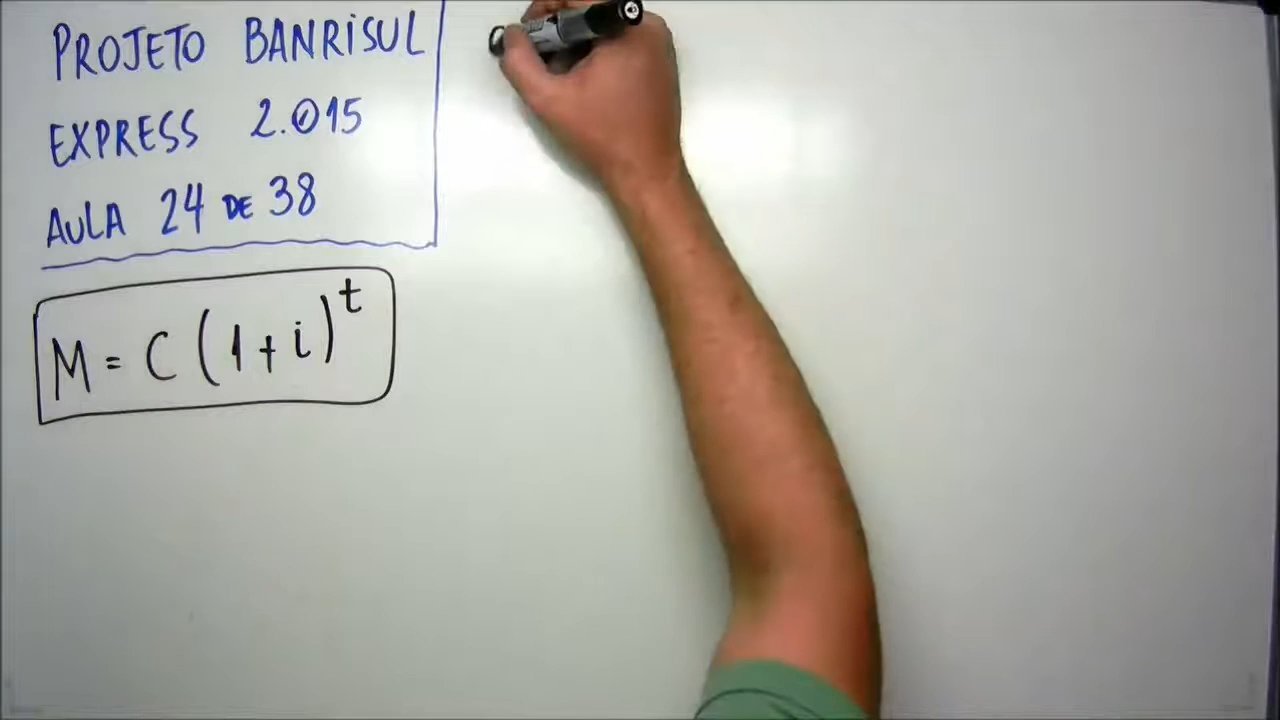 PROJETO BANRISUL
EXPRESS 2.015
AULA 24 DE 38
M = C (1+i)^t